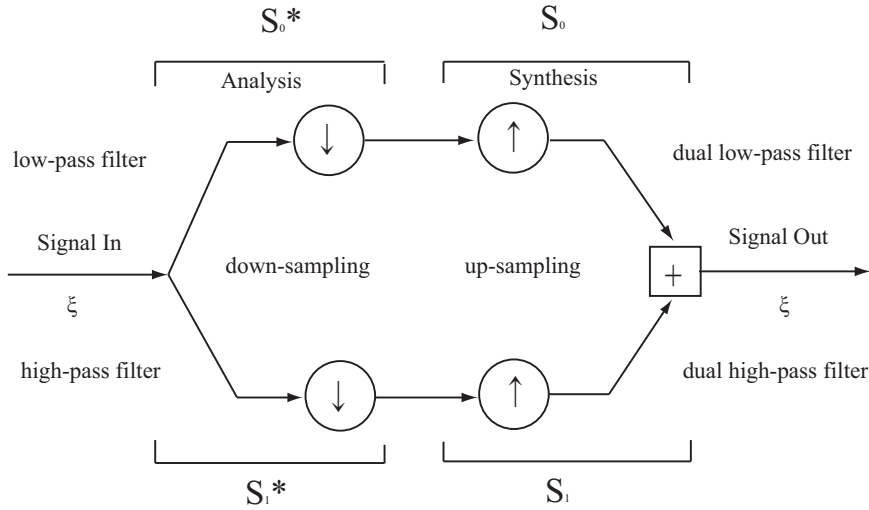 S₀* S₀
Analysis Synthesis
↓ ↑
low-pass filter dual low-pass filter
Signal In Signal Out
down-sampling up-sampling
+
ξ ξ
high-pass filter dual high-pass filter
↓ ↑
S₁* S₁